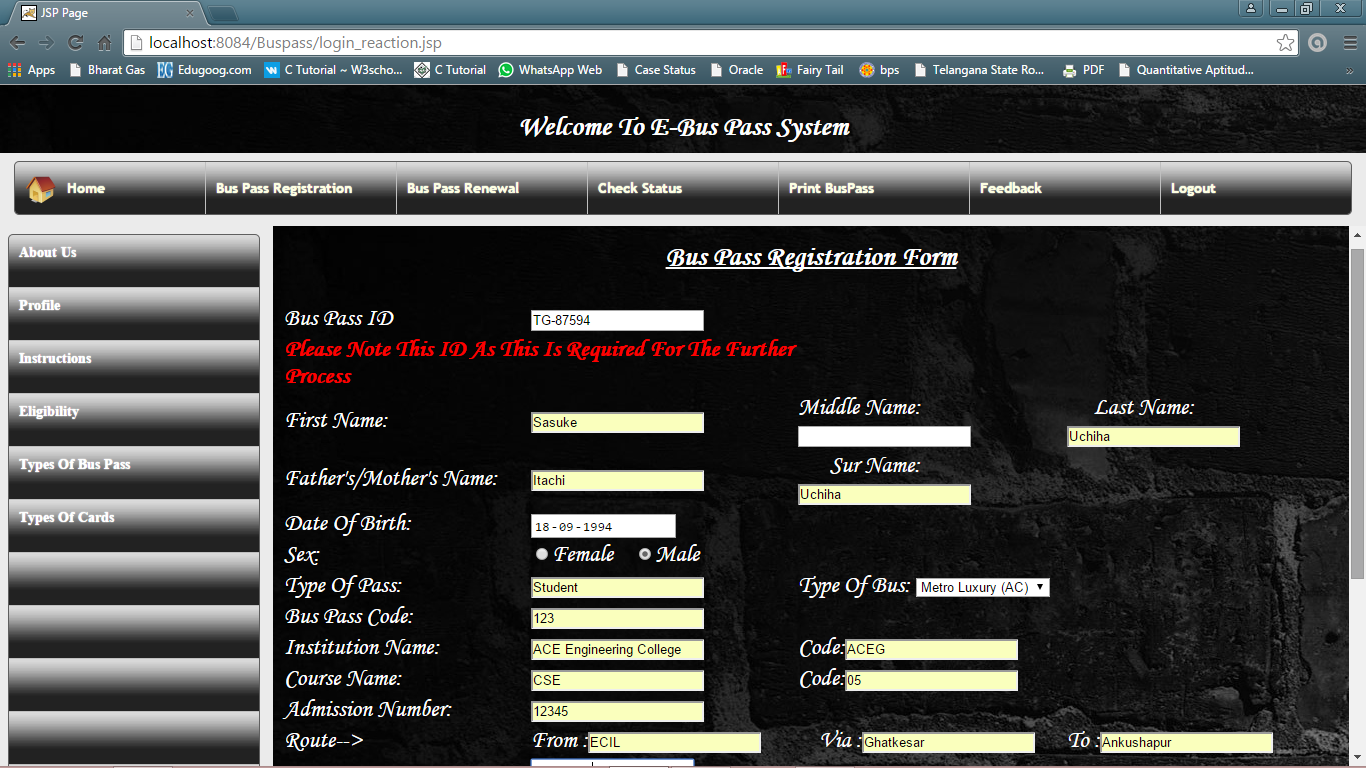 JSP Page
localhost:8084/Buspass/login_reaction.jsp
Apps Bharat Gas EG Edugoog.com W C Tutorial ~ W3scho... C Tutorial WhatsApp Web Case Status Oracle Fairy Tail bps Telangana State Ro... PDF Quantitative Aptitud... »
Welcome To E-Bus Pass System
Home Bus Pass Registration Bus Pass Renewal Check Status Print BusPass Feedback Logout
About Us
Profile
Instructions
Eligibility
Types Of Bus Pass
Types Of Cards
Bus Pass Registration Form
Bus Pass ID TG-87594
Please Note This ID As This Is Required For The Further
Process
First Name: Sasuke Middle Name: Last Name: Uchiha
Father's/Mother's Name: Itachi Sur Name: Uchiha
Date Of Birth: 18-09-1994
Sex: Female Male
Type Of Pass: Student Type Of Bus: Metro Luxury (AC)
Bus Pass Code: 123
Institution Name: ACE Engineering College Code: ACEG
Course Name: CSE Code: 05
Admission Number: 12345
Route--> From : ECIL Via : Ghatkesar To : Ankushapur